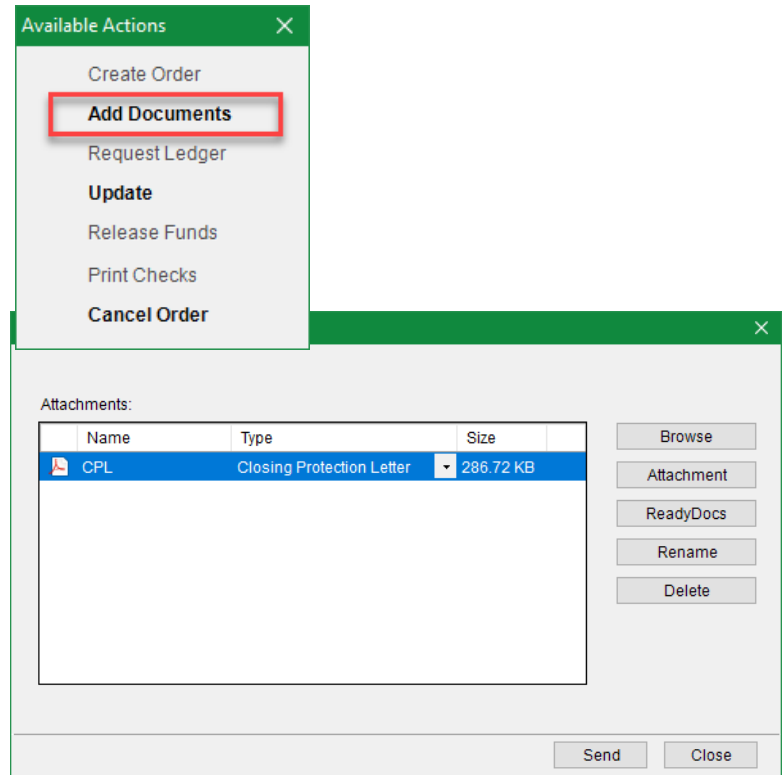 Available Actions
Create Order
Add Documents
Request Ledger
Update
Release Funds
Print Checks
Cancel Order
Attachments:
Name Type Size
CPL Closing Protection Letter 286.72 KB
Browse
Attachment
ReadyDocs
Rename
Delete
Send Close